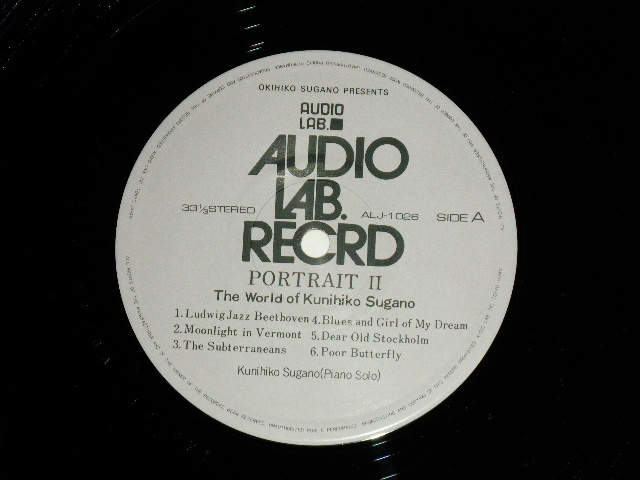 OKIHIKO SUGANO PRESENTS
AUDIO
LAB.
AUDIO
LAB.
RECRD
33⅓ STEREO
ALJ-1026
SIDE A
PORTRAIT II
The World of Kunihiko Sugano
1. Ludwig Jazz Beethoven 4. Blues and Girl of My Dream
2. Moonlight in Vermont 5. Dear Old Stockholm
3. The Subterraneans 6. Poor Butterfly
Kunihiko Sugano(Piano Solo)